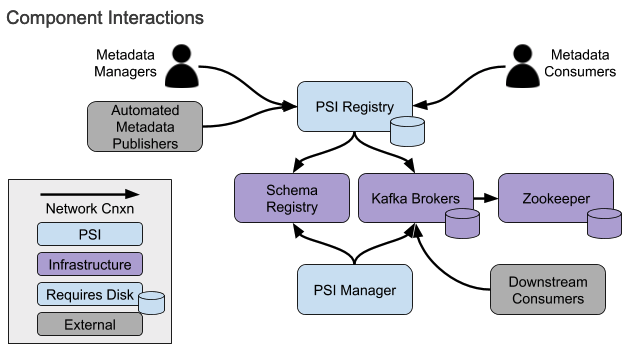 Component Interactions
Metadata
Managers
Metadata
Consumers
Automated
Metadata
Publishers
PSI Registry
Schema
Registry
Kafka Brokers
Zookeeper
Network Cnxn
PSI
Infrastructure
Requires Disk
External
PSI Manager
Downstream
Consumers